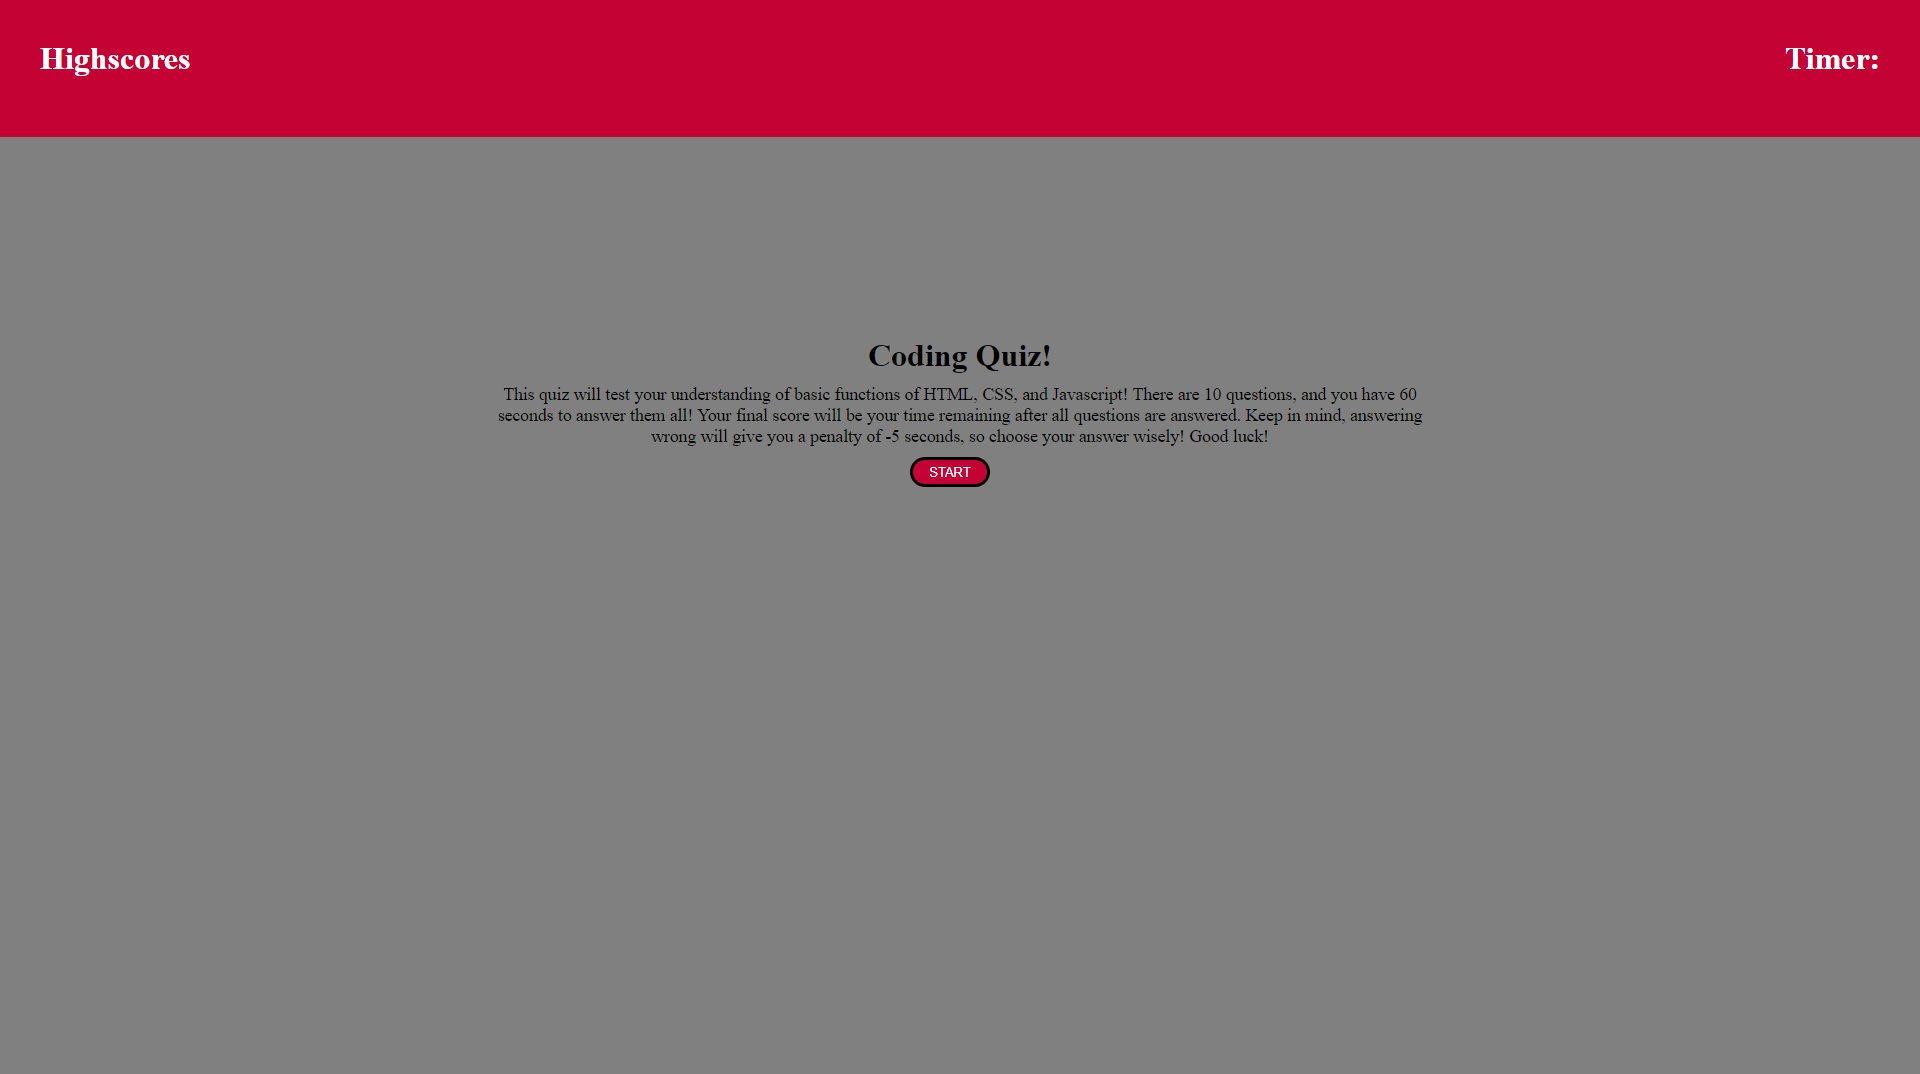 Highscores
Timer:
Coding Quiz!
This quiz will test your understanding of basic functions of HTML, CSS, and Javascript! There are 10 questions, and you have 60
seconds to answer them all! Your final score will be your time remaining after all questions are answered. Keep in mind, answering
wrong will give you a penalty of -5 seconds, so choose your answer wisely! Good luck!
START